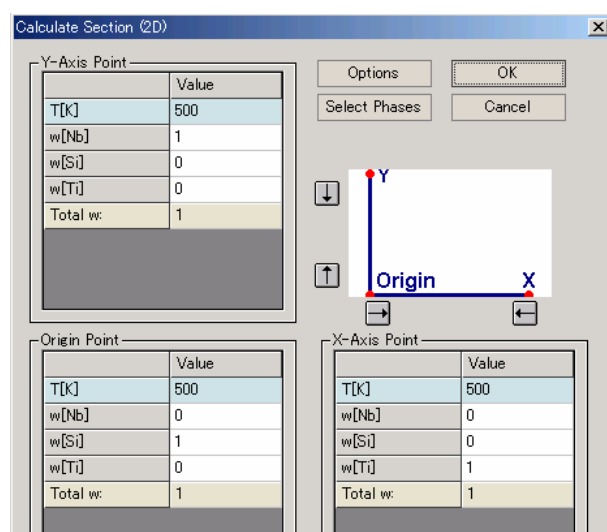 Calculate Section (2D)
Y-Axis Point
Value
T[K] 500
w[Nb] 1
w[Si] 0
w[Ti] 0
Total w: 1
Options OK
Select Phases Cancel
Y
Origin X
Origin Point
Value
T[K] 500
w[Nb] 0
w[Si] 1
w[Ti] 0
Total w: 1
X-Axis Point
Value
T[K] 500
w[Nb] 0
w[Si] 0
w[Ti] 1
Total w: 1